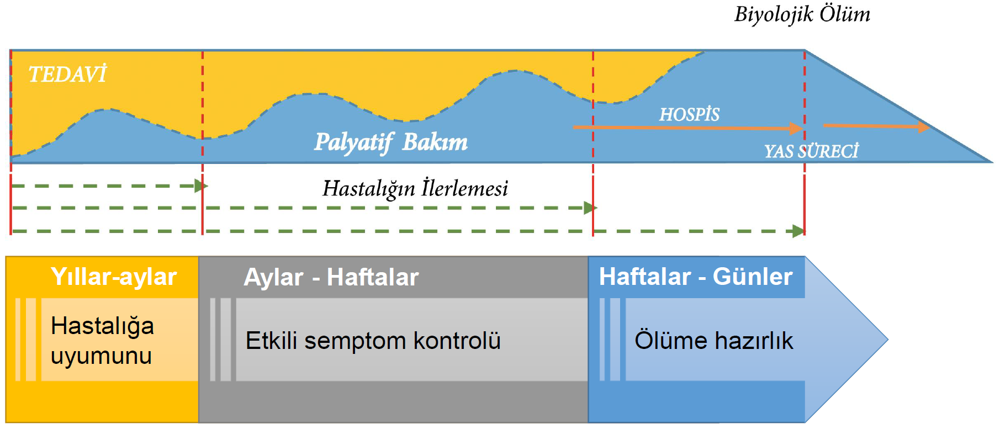 Biyolojik Ölüm
TEDAVİ
HOSPİS
Palyatif Bakım
YAS SÜRECİ
Hastalığın İlerlemesi
Yıllar-aylar
Hastalığa
uyumunu
Aylar - Haftalar
Etkili semptom kontrolü
Haftalar - Günler
Ölüme hazırlık